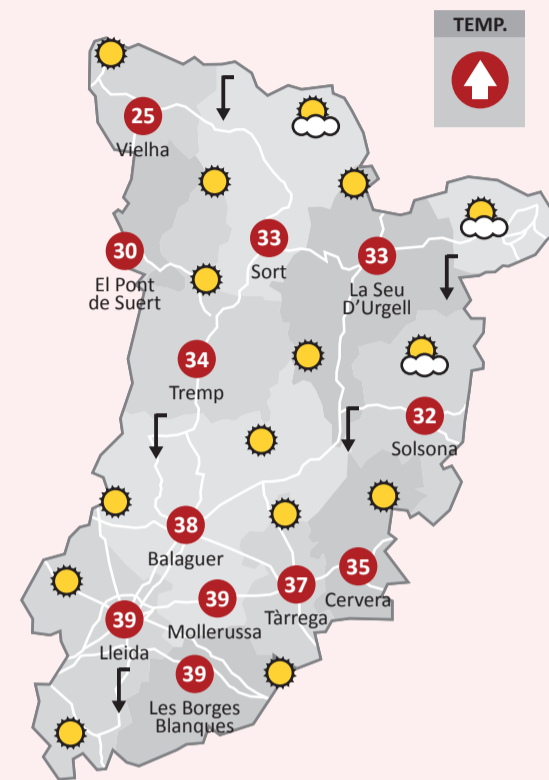 TEMP.
25
Vielha
30
El Pont
de Suert
33
Sort
33
La Seu
D'Urgell
34
Tremp
32
Solsona
38
Balaguer
35
Cervera
37
Tàrrega
39
Mollerussa
39
Lleida
39
Les Borges
Blanques